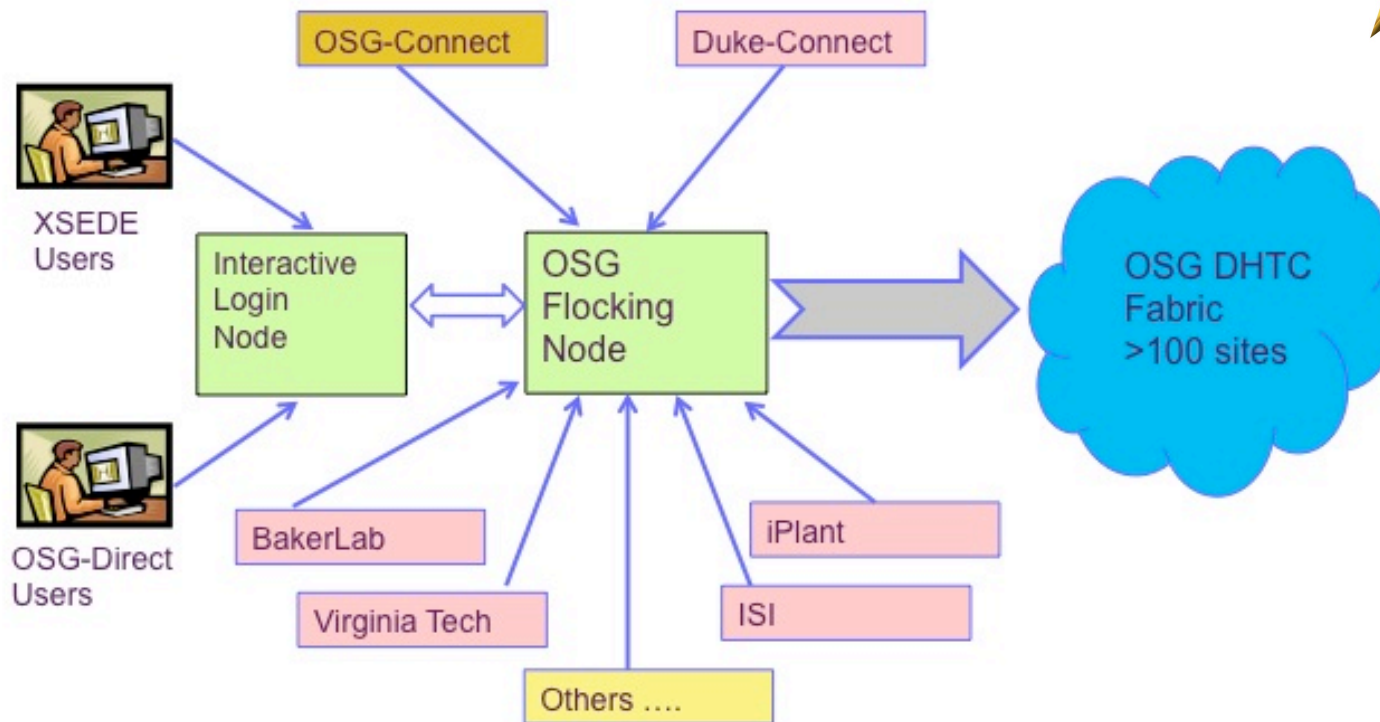 OSG-Connect
Duke-Connect
XSEDE
Users
Interactive
Login
Node
OSG
Flocking
Node
OSG DHTC
Fabric
>100 sites
OSG-Direct
Users
BakerLab
iPlant
Virginia Tech
ISI
Others ....